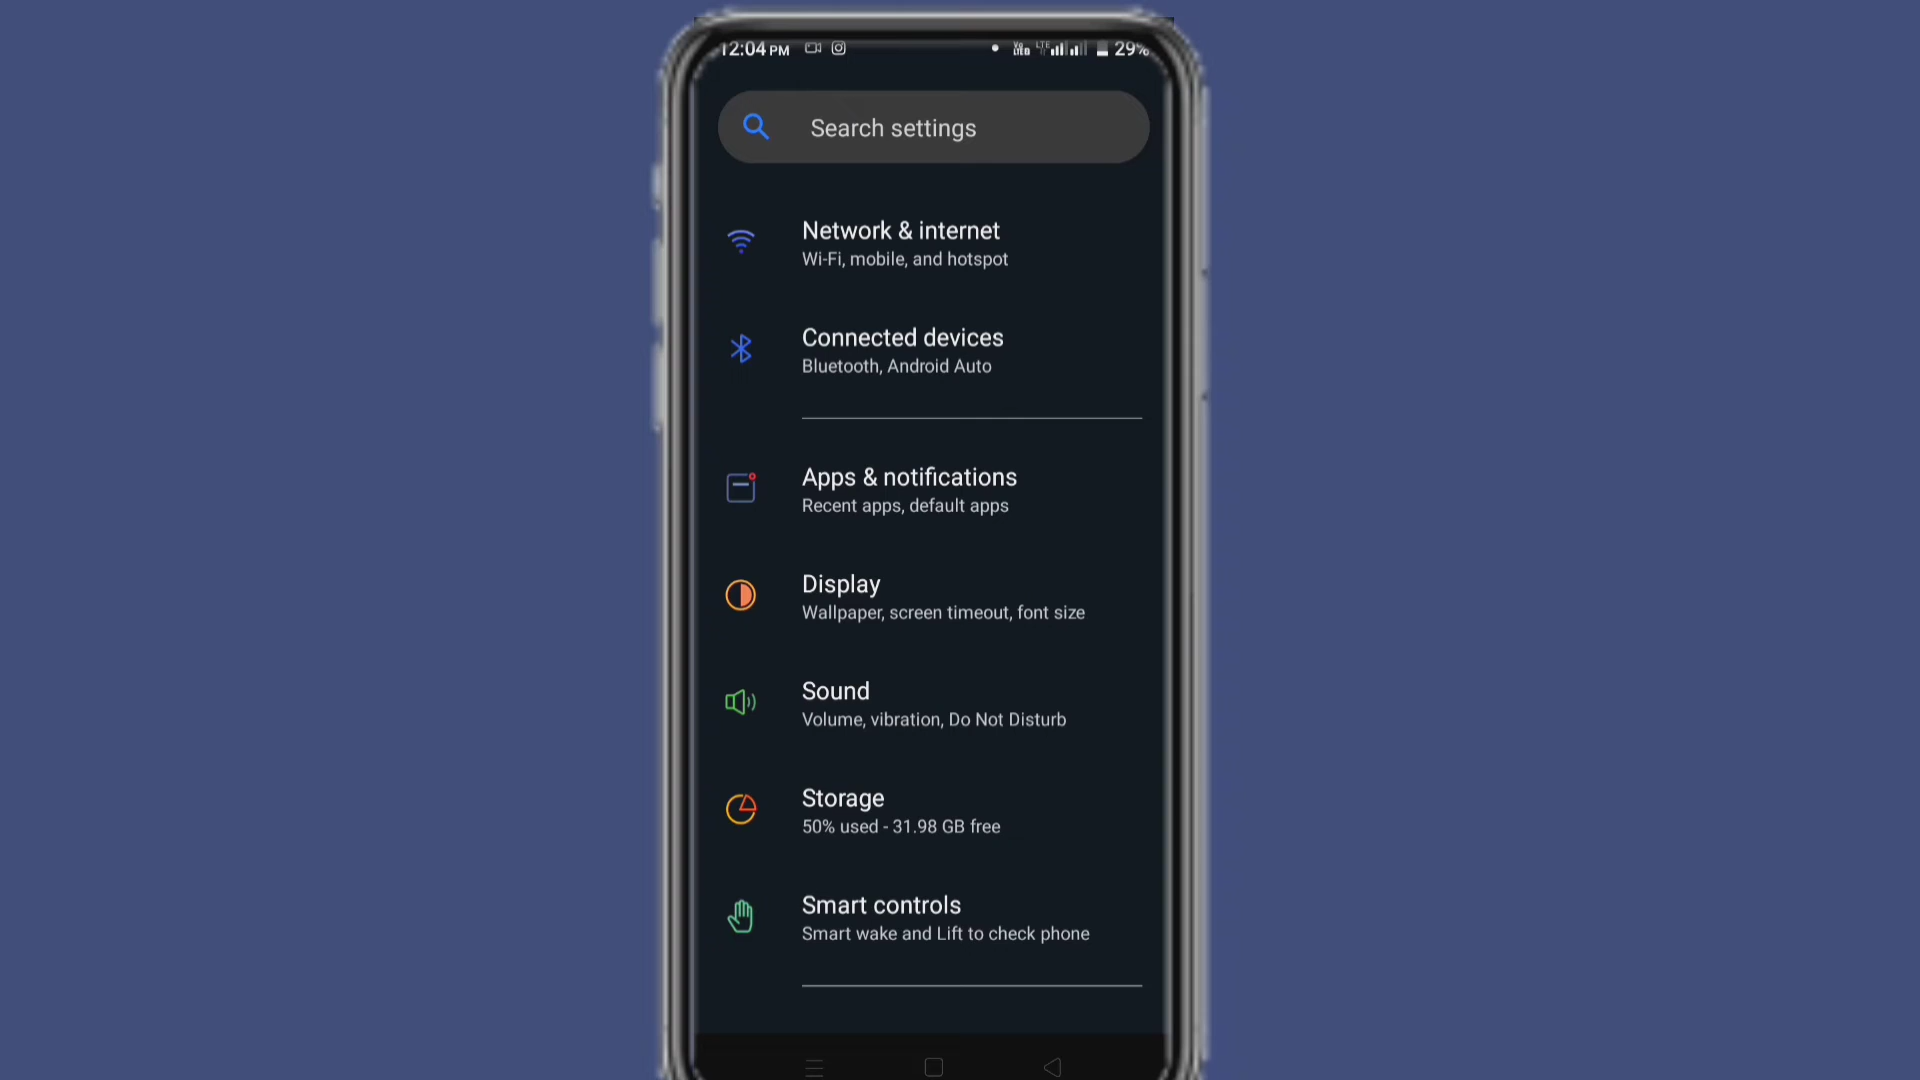 12:04 PM 29%
Search settings
Network & internet
Wi-Fi, mobile, and hotspot
Connected devices
Bluetooth, Android Auto
Apps & notifications
Recent apps, default apps
Display
Wallpaper, screen timeout, font size
Sound
Volume, vibration, Do Not Disturb
Storage
50% used - 31.98 GB free
Smart controls
Smart wake and Lift to check phone